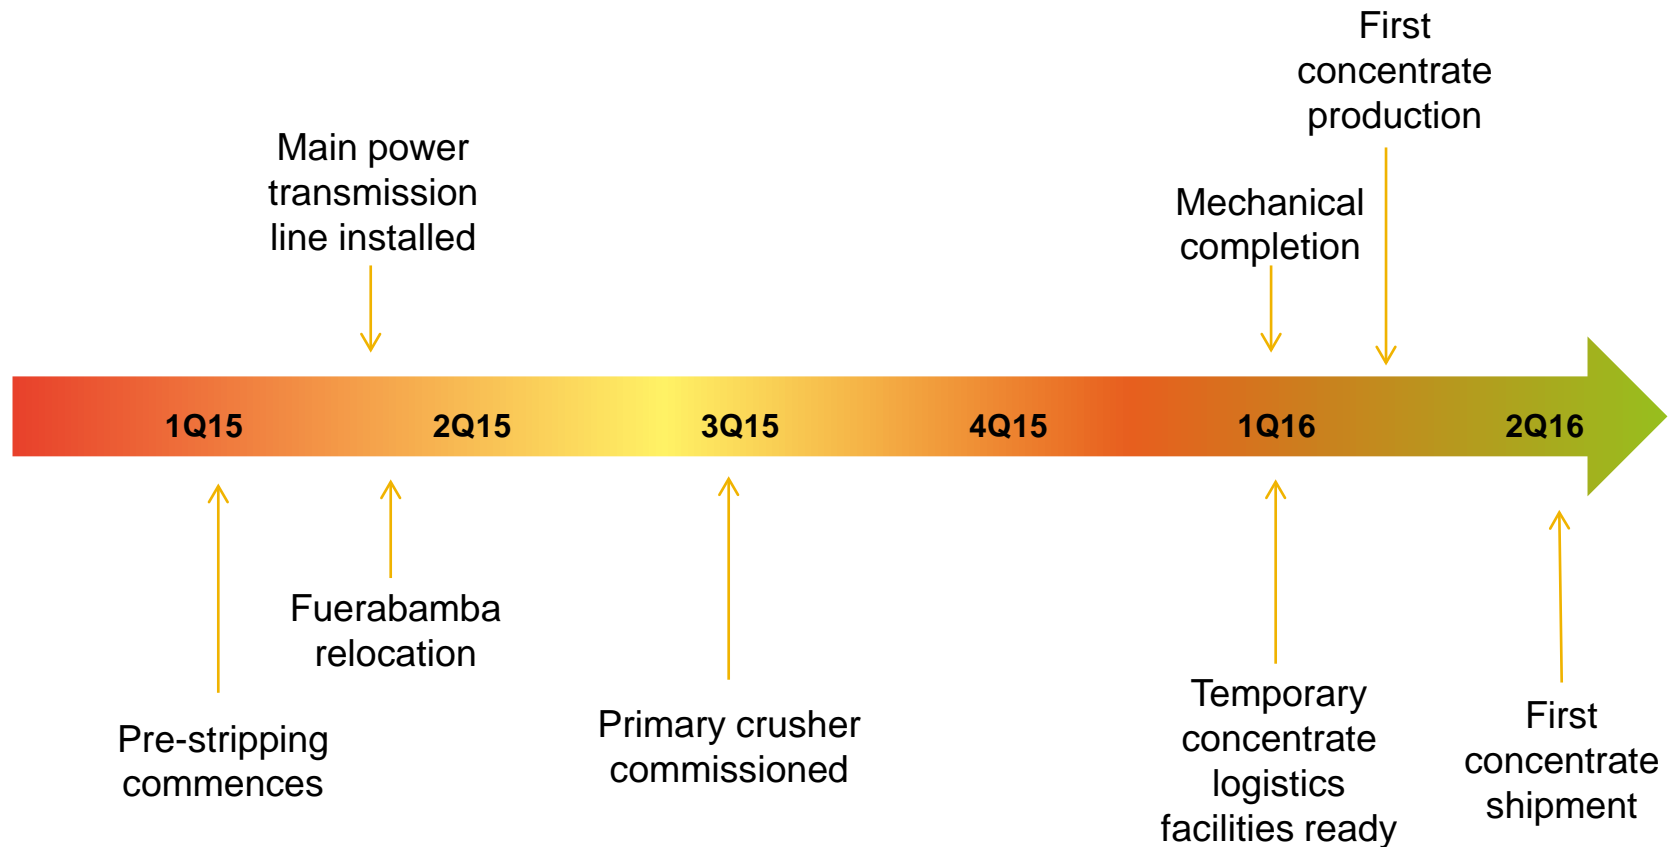 First
concentrate
production
Main power
transmission
line installed
Mechanical
completion
1Q15
2Q15
3Q15
4Q15
1Q16
2Q16
Fuerabamba
relocation
Pre-stripping
commences
Primary crusher
commissioned
Temporary
concentrate
logistics
facilities ready
First
concentrate
shipment